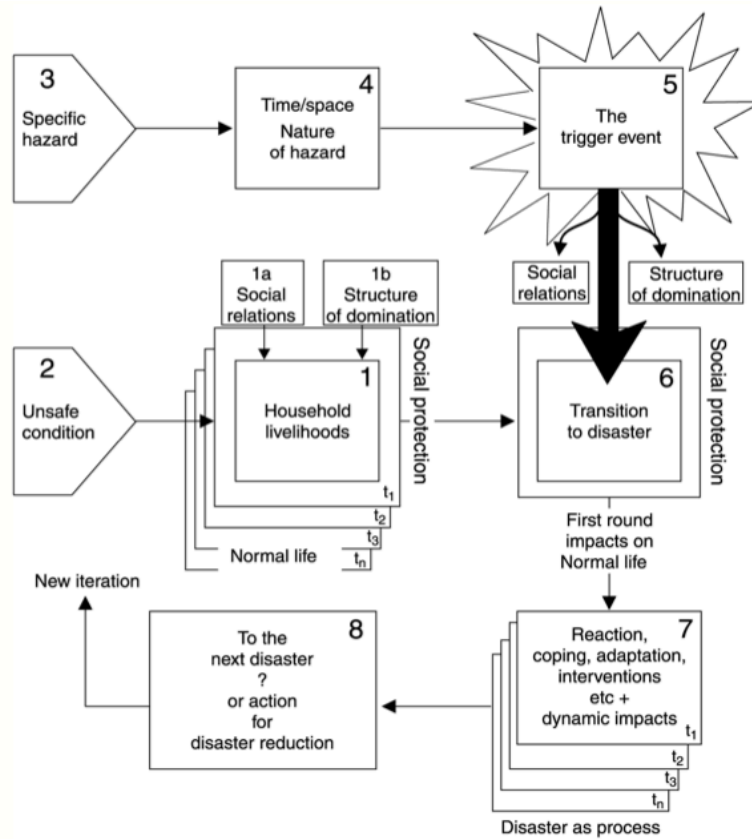 3
Specific
hazard
4
Time/space
Nature
of hazard
5
The
trigger event
1a
Social
relations
1b
Structure
of domination
Social
relations
Structure
of domination
2
Unsafe
condition
1
Household
livelihoods
Social protection
t1
t2
t3
tn
Normal life
6
Transition
to disaster
Social protection
First round
impacts on
Normal life
New iteration
8
To the
next disaster
?
or action
for
disaster reduction
7
Reaction,
coping, adaptation,
interventions
etc +
dynamic impacts
t1
t2
t3
tn
Disaster as process